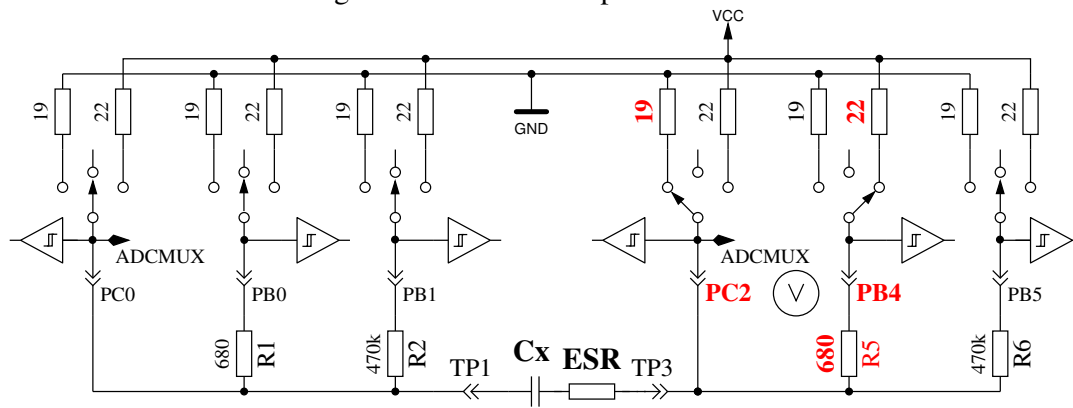 VCC
19
22
19
22
19
22
GND
19
22
19
22
19
22
ADCMUX
ADCMUX
PC0
PB0
PB1
PC2
V
PB4
PB5
680
R1
470k
R2
TP1
Cx
ESR
TP3
680
R5
470k
R6